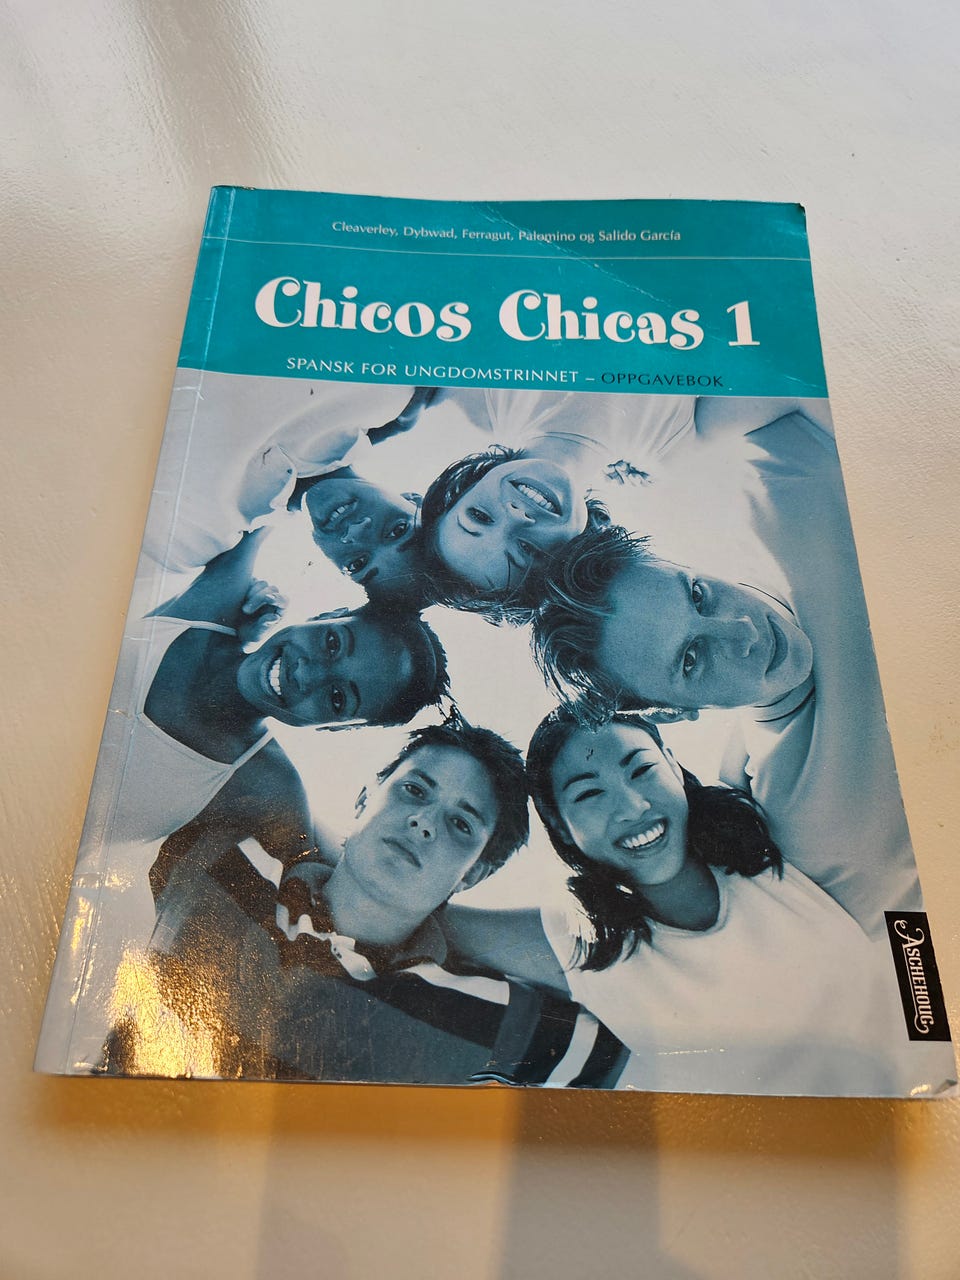 Cleaverley, Dybwad, Ferragut, Palomino og Salido García
Chicos Chicas 1
SPANSK FOR UNGDOMSTRINNET – OPPGAVEBOK
ASCHEHOUG